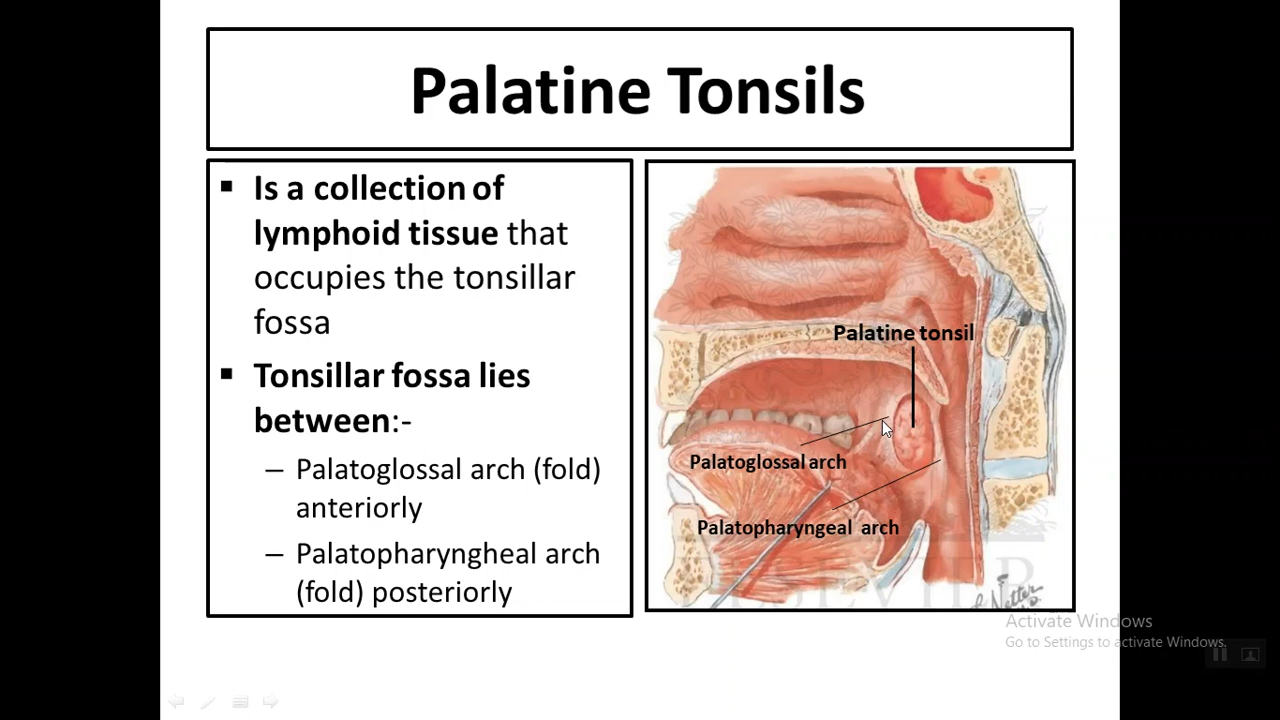 Palatine Tonsils
▪ Is a collection of
lymphoid tissue that
occupies the tonsillar
fossa
▪ Tonsillar fossa lies
between:-
– Palatoglossal arch (fold)
anteriorly
– Palatopharyngheal arch
(fold) posteriorly
Palatine tonsil
Palatoglossal arch
Palatopharyngeal arch
ELSEVIER
Netter
Activate Windows
Go to Settings to activate Windows.